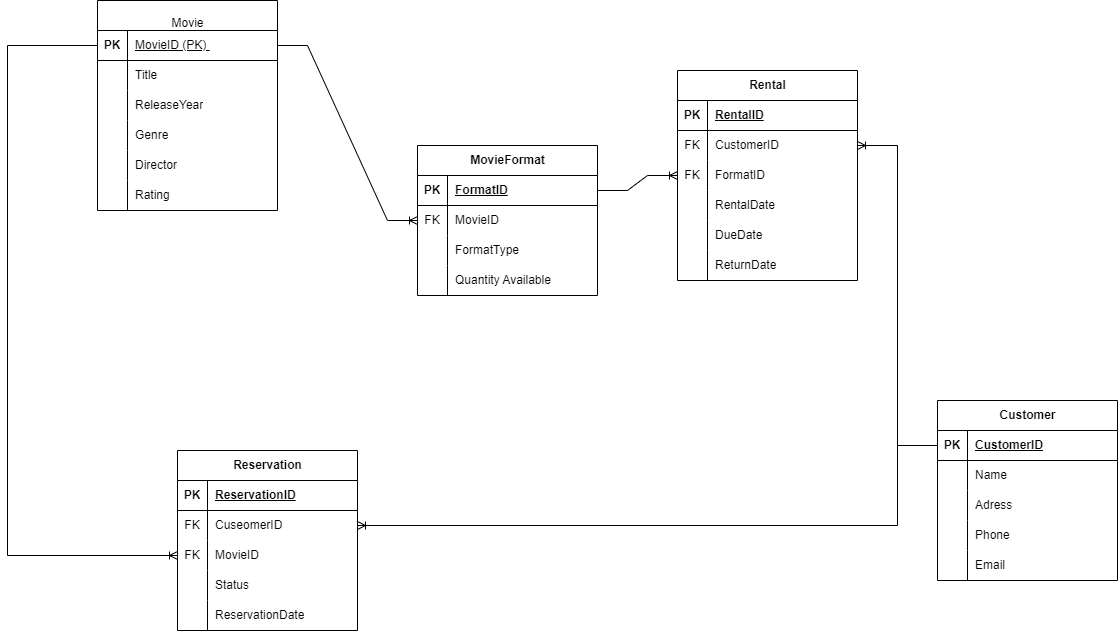 Movie
PK MovieID (PK)
Title
ReleaseYear
Genre
Director
Rating
Rental
PK RentalID
FK CustomerID
FK FormatID
RentalDate
DueDate
ReturnDate
MovieFormat
PK FormatID
FK MovieID
FormatType
Quantity Available
Customer
PK CustomerID
Name
Adress
Phone
Email
Reservation
PK ReservationID
FK CuseomerID
FK MovieID
Status
ReservationDate